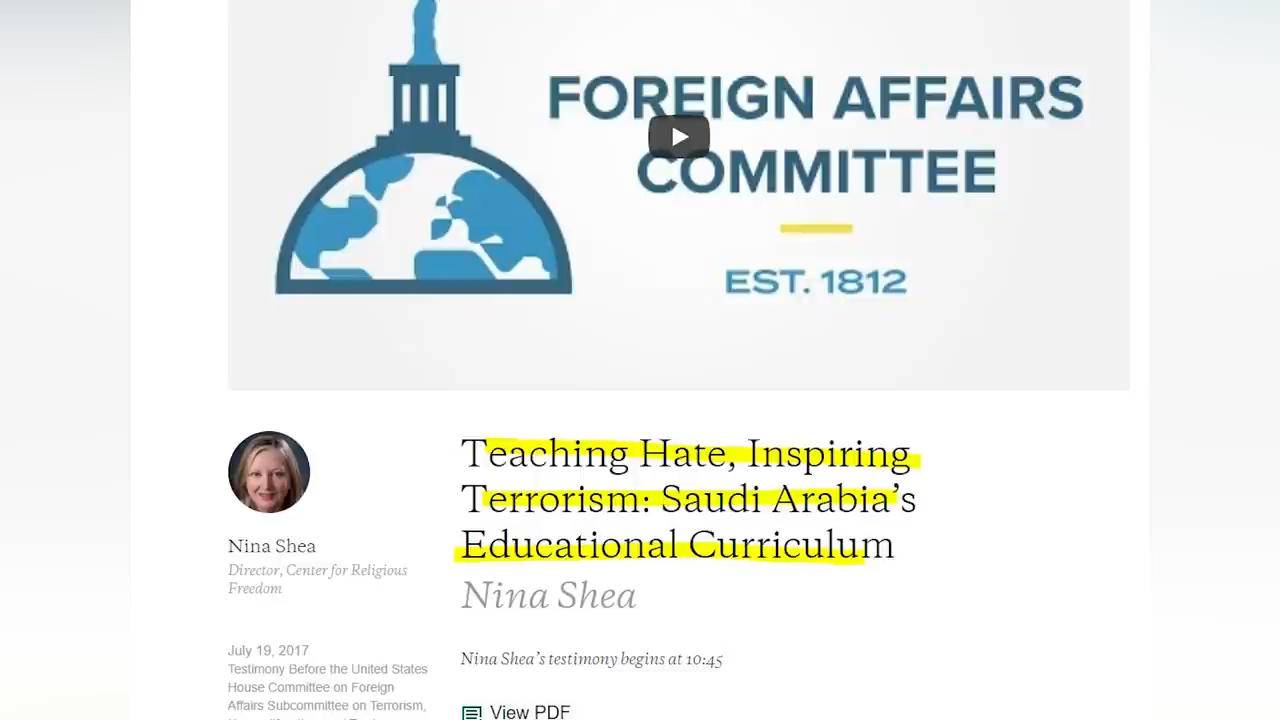 FOREIGN AFFAIRS
COMMITTEE
EST. 1812
Teaching Hate, Inspiring
Terrorism: Saudi Arabia’s
Educational Curriculum
Nina Shea
Nina Shea’s testimony begins at 10:45
View PDF
Nina Shea
Director, Center for Religious
Freedom
July 19, 2017
Testimony Before the United States
House Committee on Foreign
Affairs Subcommittee on Terrorism,